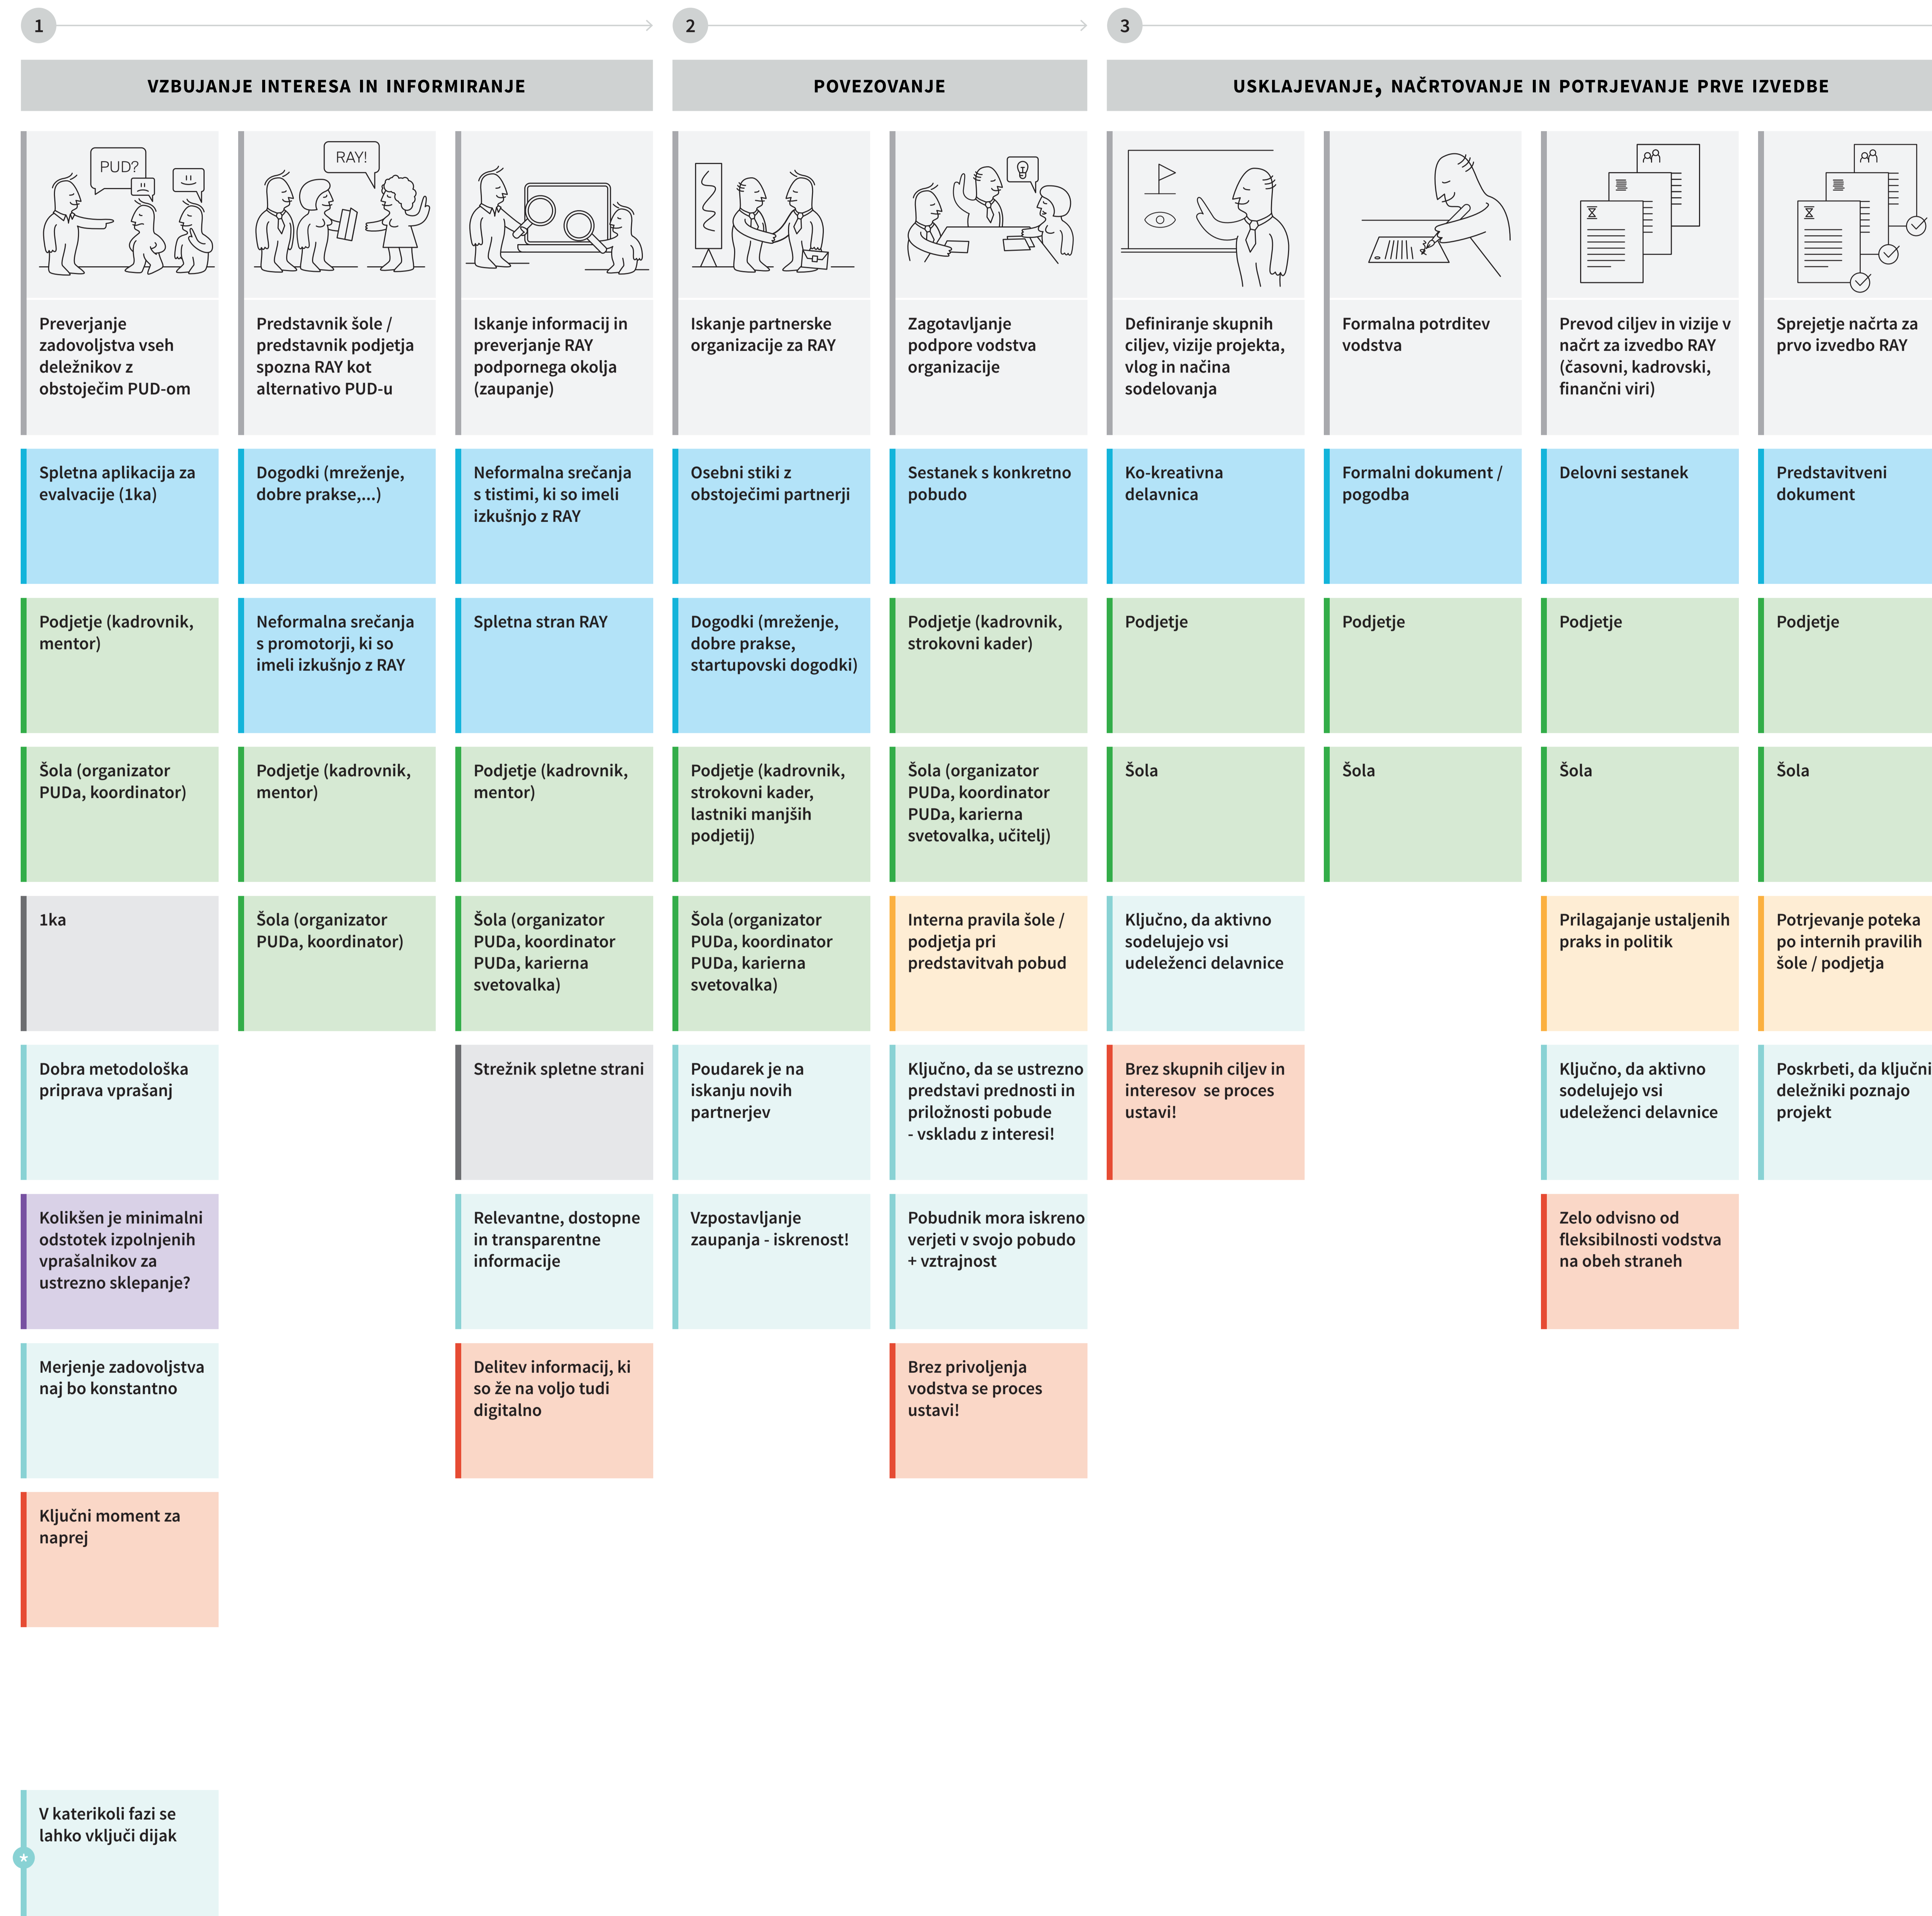 1
2
3
VZBUJANJE INTERESA IN INFORMIRANJE
POVEZOVANJE
USKLAJEVANJE, NAČRTOVANJE IN POTRJEVANJE PRVE IZVEDBE
PUD?
RAY!
Preverjanje
zadovoljstva vseh
deležnikov z
obstoječim PUD-om
Predstavnik šole /
predstavnik podjetja
spozna RAY kot
alternativo PUD-u
Iskanje informacij in
preverjanje RAY
podpornega okolja
(zaupanje)
Iskanje partnerske
organizacije za RAY
Zagotavljanje
podpore vodstva
organizacije
Definiranje skupnih
ciljev, vizije projekta,
vlog in načina
sodelovanja
Formalna potrditev
vodstva
Prevod ciljev in vizije v
načrt za izvedbo RAY
(časovni, kadrovski,
finančni viri)
Sprejetje načrta za
prvo izvedbo RAY
Spletna aplikacija za
evalvacije (1ka)
Dogodki (mreženje,
dobre prakse,...)
Neformalna srečanja
s tistimi, ki so imeli
izkušnjo z RAY
Osebni stiki z
obstoječimi partnerji
Sestanek s konkretno
pobudo
Ko-kreativna
delavnica
Formalni dokument /
pogodba
Delovni sestanek
Predstavitveni
dokument
Podjetje (kadrovnik,
mentor)
Neformalna srečanja
s promotorji, ki so
imeli izkušnjo z RAY
Spletna stran RAY
Dogodki (mreženje,
dobre prakse,
startupovski dogodki)
Podjetje (kadrovnik,
strokovni kader)
Podjetje
Podjetje
Podjetje
Podjetje
Šola (organizator
PUDa, koordinator)
Podjetje (kadrovnik,
mentor)
Podjetje (kadrovnik,
mentor)
Podjetje (kadrovnik,
strokovni kader,
lastniki manjših
podjetij)
Šola (organizator
PUDa, koordinator
PUDa, karierna
svetovalka, učitelj)
Šola
Šola
Šola
Šola
1ka
Šola (organizator
PUDa, koordinator)
Šola (organizator
PUDa, koordinator
PUDa, karierna
svetovalka)
Šola (organizator
PUDa, koordinator
PUDa, karierna
svetovalka)
Interna pravila šole /
podjetja pri
predstavitvah pobud
Ključno, da aktivno
sodelujejo vsi
udeleženci delavnice
Prilagajanje ustaljenih
praks in politik
Potrjevanje poteka
po internih pravilih
šole / podjetja
Dobra metodološka
priprava vprašanj
Strežnik spletne strani
Poudarek je na
iskanju novih
partnerjev
Ključno, da se ustrezno
predstavi prednosti in
priložnosti pobude
- vskladu z interesi!
Brez skupnih ciljev in
interesov  se proces
ustavi!
Ključno, da aktivno
sodelujejo vsi
udeleženci delavnice
Poskrbeti, da ključni
deležniki poznajo
projekt
Kolikšen je minimalni
odstotek izpolnjenih
vprašalnikov za
ustrezno sklepanje?
Relevantne, dostopne
in transparentne
informacije
Vzpostavljanje
zaupanja - iskrenost!
Pobudnik mora iskreno
verjeti v svojo pobudo
+ vztrajnost
Zelo odvisno od
fleksibilnosti vodstva
na obeh straneh
Merjenje zadovoljstva
naj bo konstantno
Delitev informacij, ki
so že na voljo tudi
digitalno
Brez privoljenja
vodstva se proces
ustavi!
Ključni moment za
naprej
V katerikoli fazi se
lahko vključi dijak